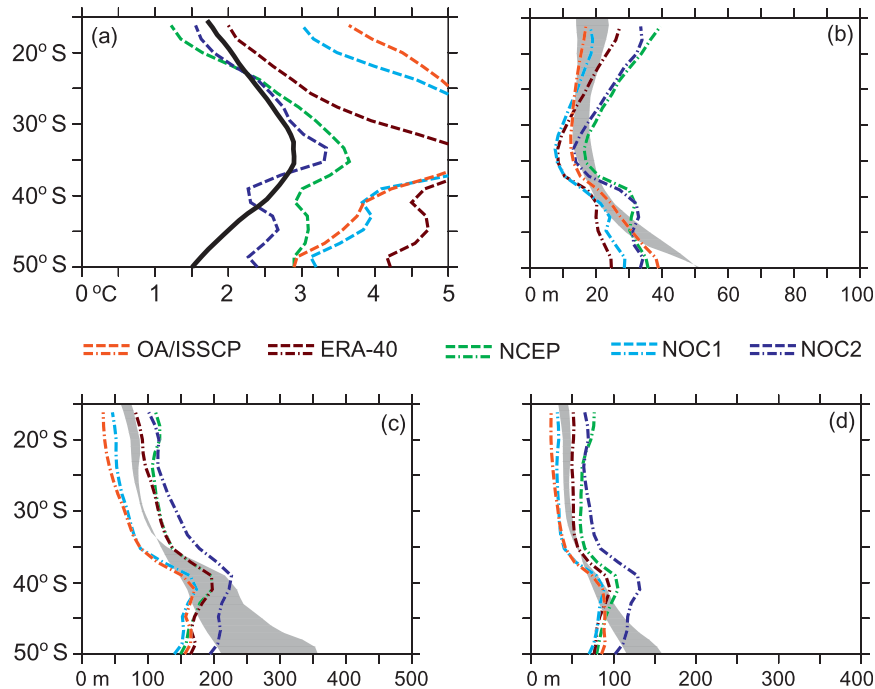 (a) (b)
20° S
30° S
40° S
50° S
0 °C 1 2 3 4 5
0 m 20 40 60 80 100
OA/ISSCP ERA-40 NCEP NOC1 NOC2
(c) (d)
20° S
30° S
40° S
50° S
0 m 100 200 300 400 500
0 m 100 200 300 400